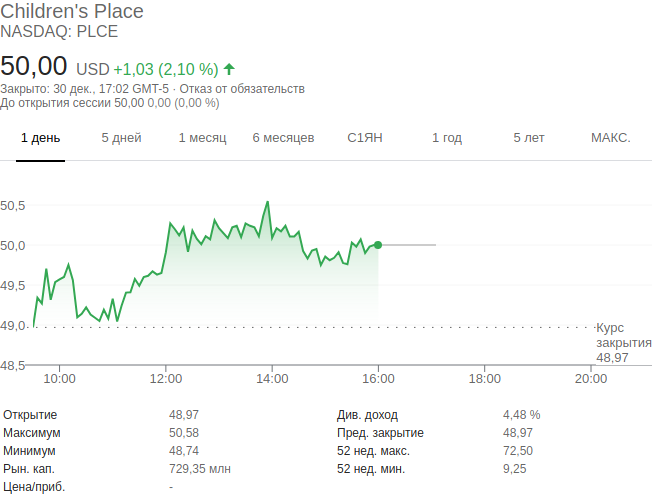 Children's Place
NASDAQ: PLCE
50,00 USD +1,03 (2,10 %)
Закрыто: 30 дек., 17:02 GMT-5 · Отказ от обязательств
До открытия сессии 50,00 0,00 (0,00 %)
1 день 5 дней 1 месяц 6 месяцев С1ЯН 1 год 5 лет МАКС.
50,5
50,0
49,5
49,0
Курс
закрытия
48,97
48,5
10:00 12:00 14:00 16:00 18:00 20:00
Открытие 48,97 Див. доход 4,48 %
Максимум 50,58 Пред. закрытие 48,97
Минимум 48,74 52 нед. макс. 72,50
Рын. кап. 729,35 млн 52 нед. мин. 9,25
Цена/приб. -